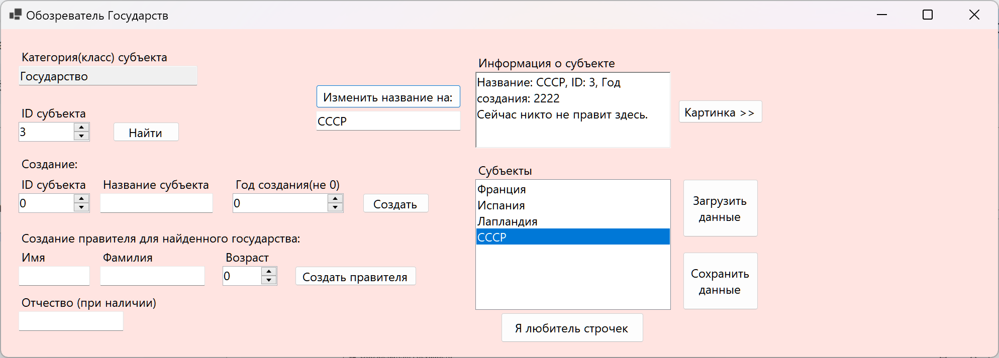 Обозреватель Государств
Категория(класс) субъекта
Государство
ID субъекта
3
Найти
Изменить название на:
СССР
Информация о субъекте
Название: СССР, ID: 3, Год
создания: 2222
Сейчас никто не правит здесь.
Картинка >>
Создание:
ID субъекта
Название субъекта
Год создания(не 0)
0
0
Создать
Создание правителя для найденного государства:
Имя
Фамилия
Возраст
0
Создать правителя
Отчество (при наличии)
Субъекты
Франция
Испания
Лапландия
СССР
Загрузить
данные
Сохранить
данные
Я любитель строчек